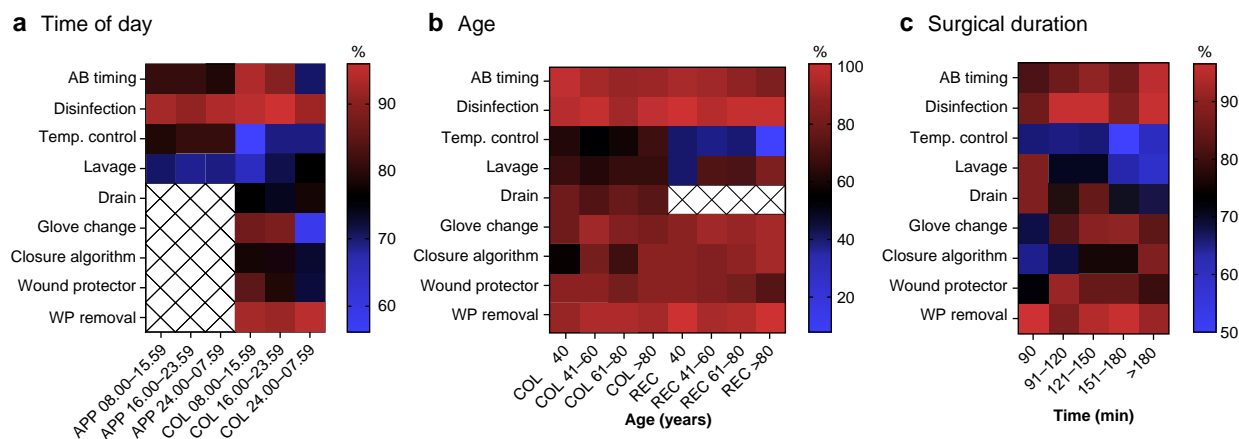 a Time of day
%
AB timing
Disinfection
Temp. control
Lavage
Drain
Glove change
Closure algorithm
Wound protector
WP removal
90
80
70
60
APP 08.00–15.59
APP 16.00–23.59
APP 24.00–07.59
COL 08.00–15.59
COL 16.00–23.59
COL 24.00–07.59
b Age
%
AB timing
Disinfection
Temp. control
Lavage
Drain
Glove change
Closure algorithm
Wound protector
WP removal
100
80
60
40
20
COL 40
COL 41–60
COL 61–80
COL >80
REC 40
REC 41–60
REC 61–80
REC >80
Age (years)
c Surgical duration
%
AB timing
Disinfection
Temp. control
Lavage
Drain
Glove change
Closure algorithm
Wound protector
WP removal
90
80
70
60
50
90
91–120
121–150
151–180
>180
Time (min)